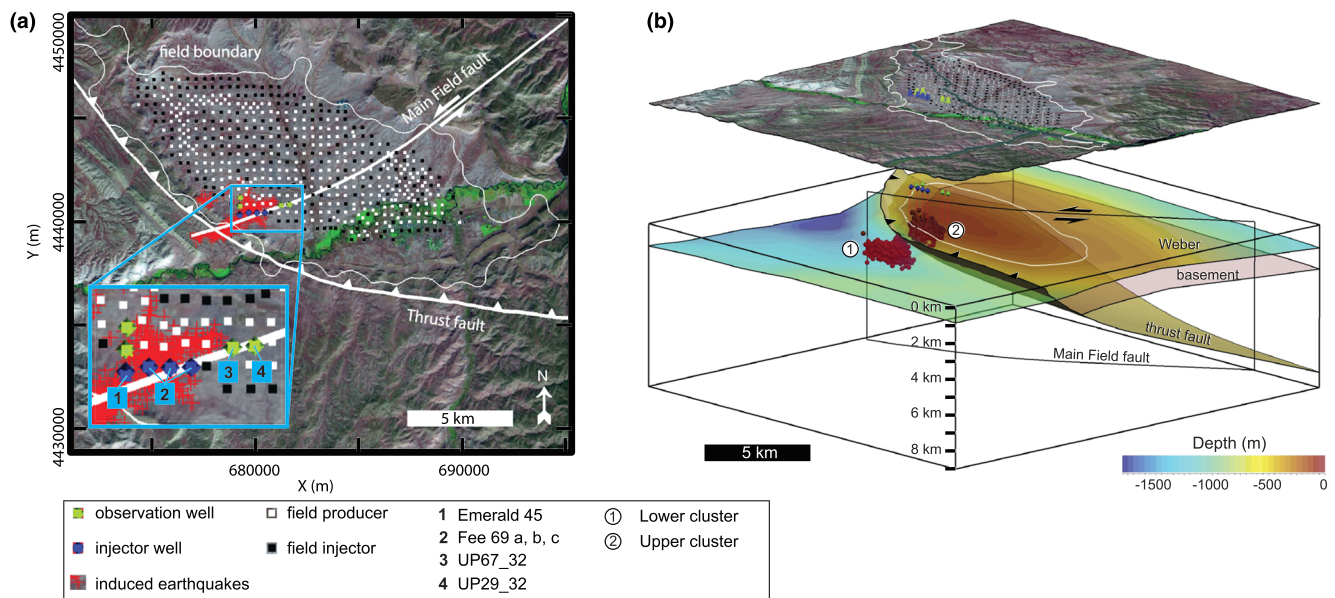 (a)
4450000
4440000
4430000
Y (m)
680000
690000
X (m)
field boundary
Main Field fault
Thrust fault
1
2
3
4
N
5 km
(b)
1
2
Weber
basement
thrust fault
Main Field fault
0 km
2 km
4 km
6 km
8 km
5 km
Depth (m)
-1500
-1000
-500
0
observation well
injector well
induced earthquakes
field producer
field injector
1 Emerald 45
2 Fee 69 a, b, c
3 UP67_32
4 UP29_32
1 Lower cluster
2 Upper cluster